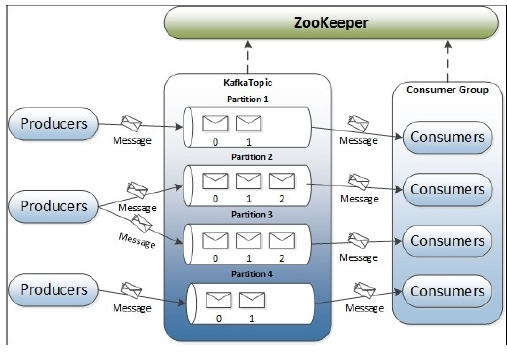 ZooKeeper
KafkaTopic
Consumer Group
Partition 1
Producers
Message
0 1
Message
Consumers
Partition 2
Producers
Message
0 1 2
Message
Consumers
Partition 3
Message
0 1 2
Message
Consumers
Partition 4
Producers
Message
0 1
Message
Consumers